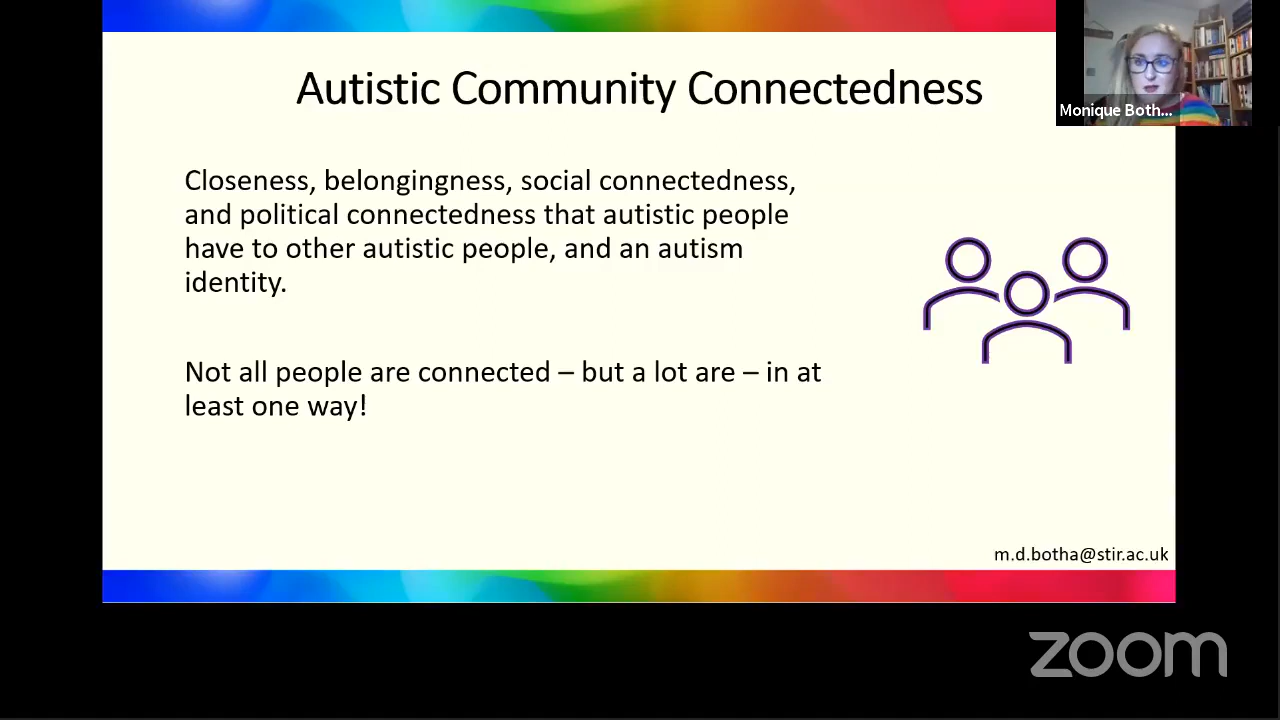 Autistic Community Connectedness
Monique Both...
Closeness, belongingness, social connectedness,
and political connectedness that autistic people
have to other autistic people, and an autism
identity.
Not all people are connected – but a lot are – in at
least one way!
m.d.botha@stir.ac.uk
zoom